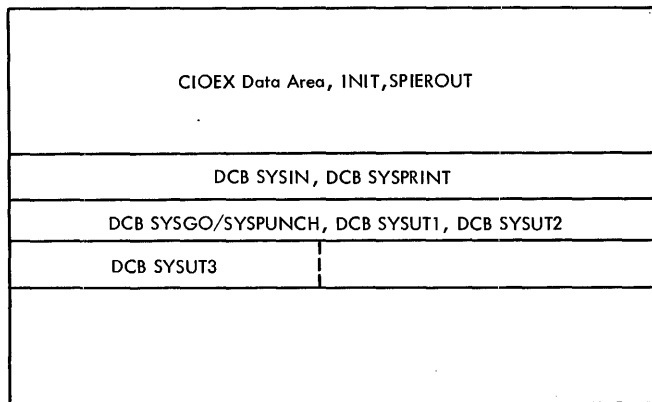 CIOEX Data Area, INIT,SPIEROUT
DCB SYSIN, DCB SYSPRINT
DCB SYSGO/SYSPUNCH, DCB SYSUT1, DCB SYSUT2
DCB SYSUT3